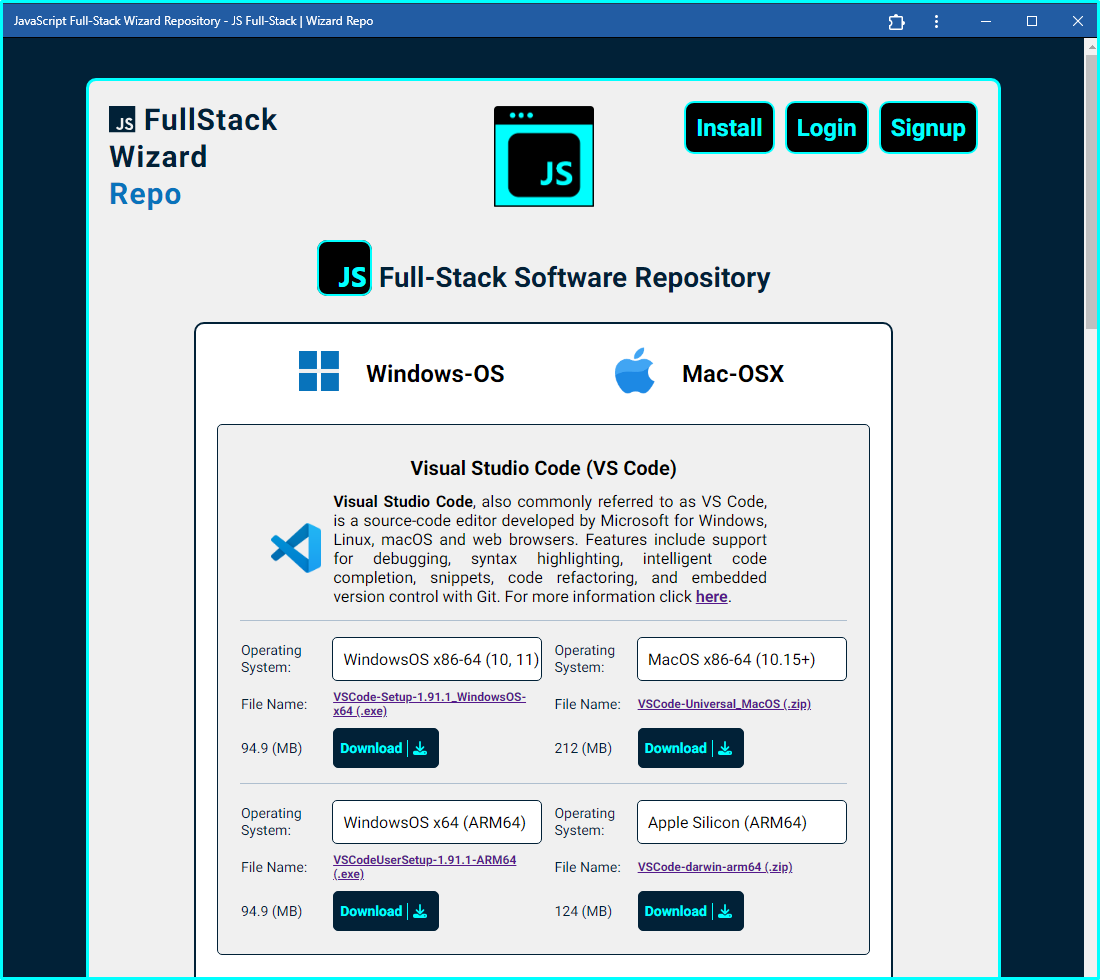 JavaScript Full-Stack Wizard Repository - JS Full-Stack | Wizard Repo
JS FullStack
Wizard
Repo
JS
Install
Login
Signup
JS Full-Stack Software Repository
Windows-OS
Mac-OSX
Visual Studio Code (VS Code)
Visual Studio Code, also commonly referred to as VS Code,
is a source-code editor developed by Microsoft for Windows,
Linux, macOS and web browsers. Features include support
for debugging, syntax highlighting, intelligent code
completion, snippets, code refactoring, and embedded
version control with Git. For more information click here.
Operating
System:
WindowsOS x86-64 (10, 11)
File Name:
VSCode-Setup-1.91.1_WindowsOS-
x64 (.exe)
94.9 (MB)
Download
Operating
System:
MacOS x86-64 (10.15+)
File Name:
VSCode-Universal_MacOS (.zip)
212 (MB)
Download
Operating
System:
WindowsOS x64 (ARM64)
File Name:
VSCodeUserSetup-1.91.1-ARM64
(.exe)
94.9 (MB)
Download
Operating
System:
Apple Silicon (ARM64)
File Name:
VSCode-darwin-arm64 (.zip)
124 (MB)
Download